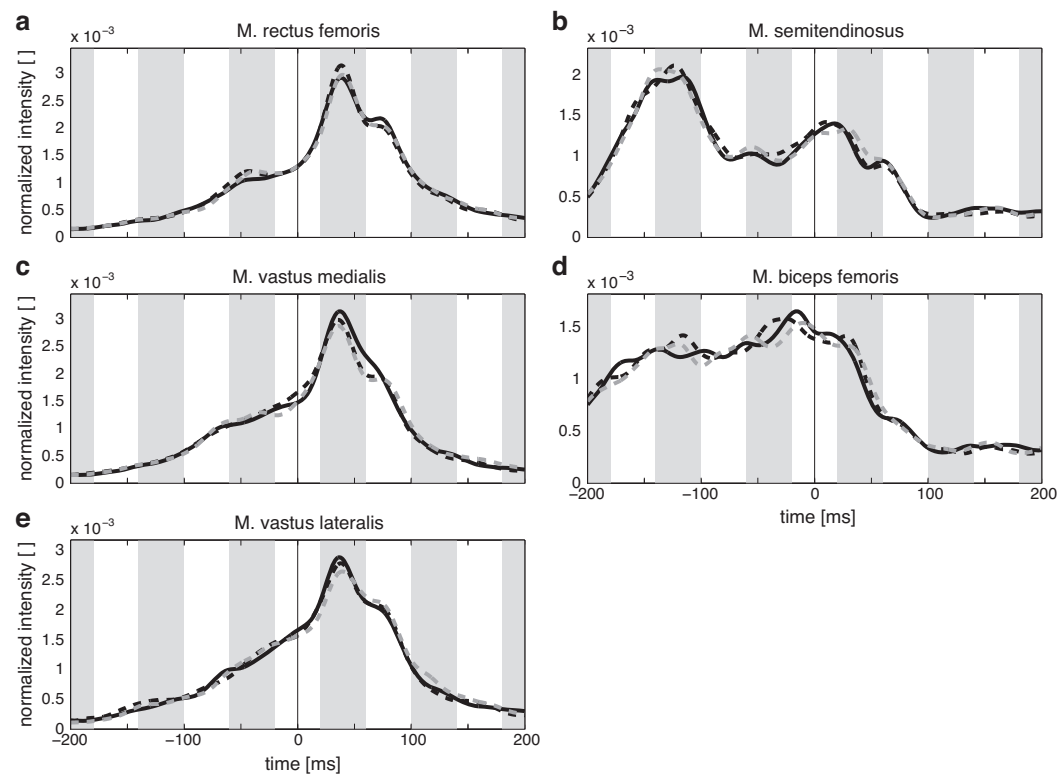 a
M. rectus femoris
x 10⁻³
normalized intensity [ ]
3
2.5
2
1.5
1
0.5
0
b
M. semitendinosus
x 10⁻³
2
1.5
1
0.5
0
c
M. vastus medialis
x 10⁻³
normalized intensity [ ]
3
2.5
2
1.5
1
0.5
0
d
M. biceps femoris
x 10⁻³
1.5
1
0.5
0
−200 −100 0 100 200
time [ms]
e
M. vastus lateralis
x 10⁻³
normalized intensity [ ]
3
2.5
2
1.5
1
0.5
0
−200 −100 0 100 200
time [ms]